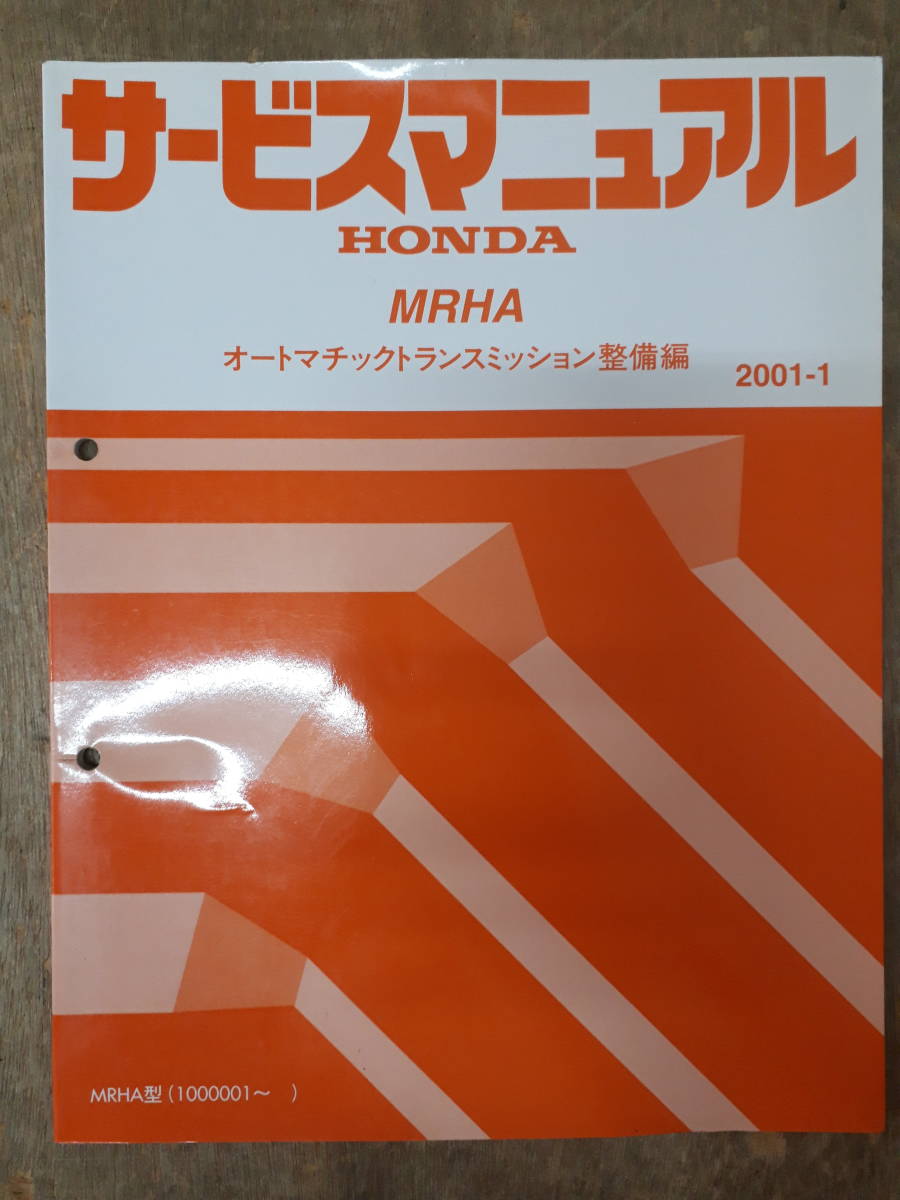 サービスマニュアル
HONDA
MRHA
オートマチックトランスミッション整備編
2001-1
MRHA型 (1000001～　)